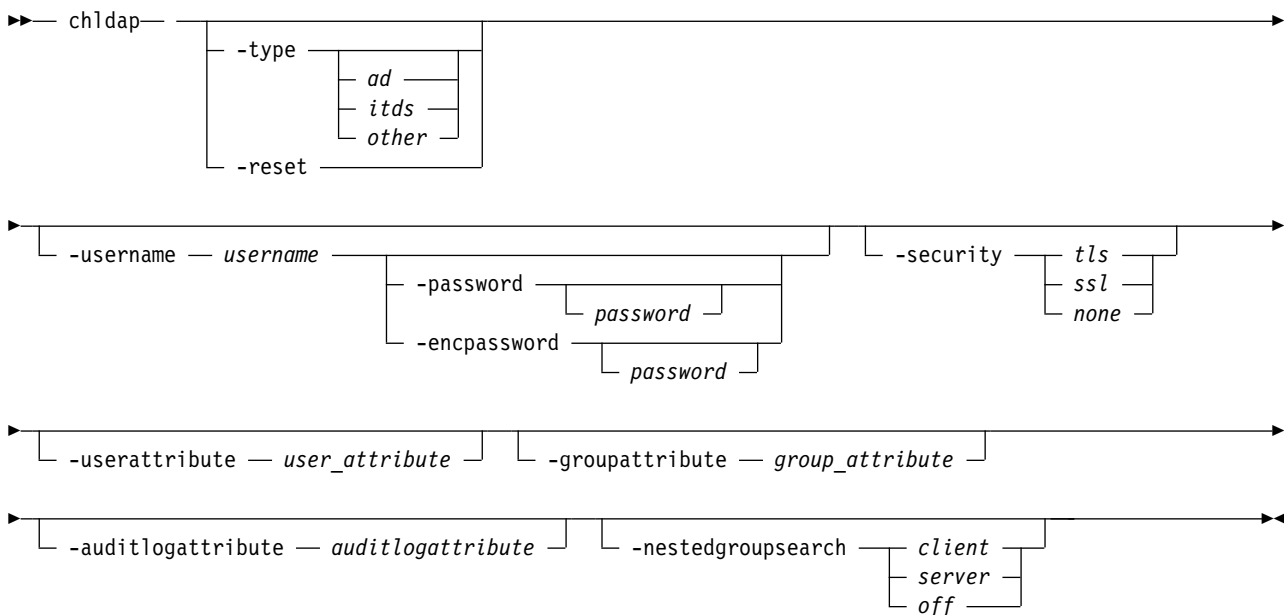 chldap
-type
ad
itds
other
-reset
-username username
-password
password
-encpassword
password
-security tls
ssl
none
-userattribute user_attribute -groupattribute group_attribute
-auditlogattribute auditlogattribute -nestedgroupsearch client
server
off